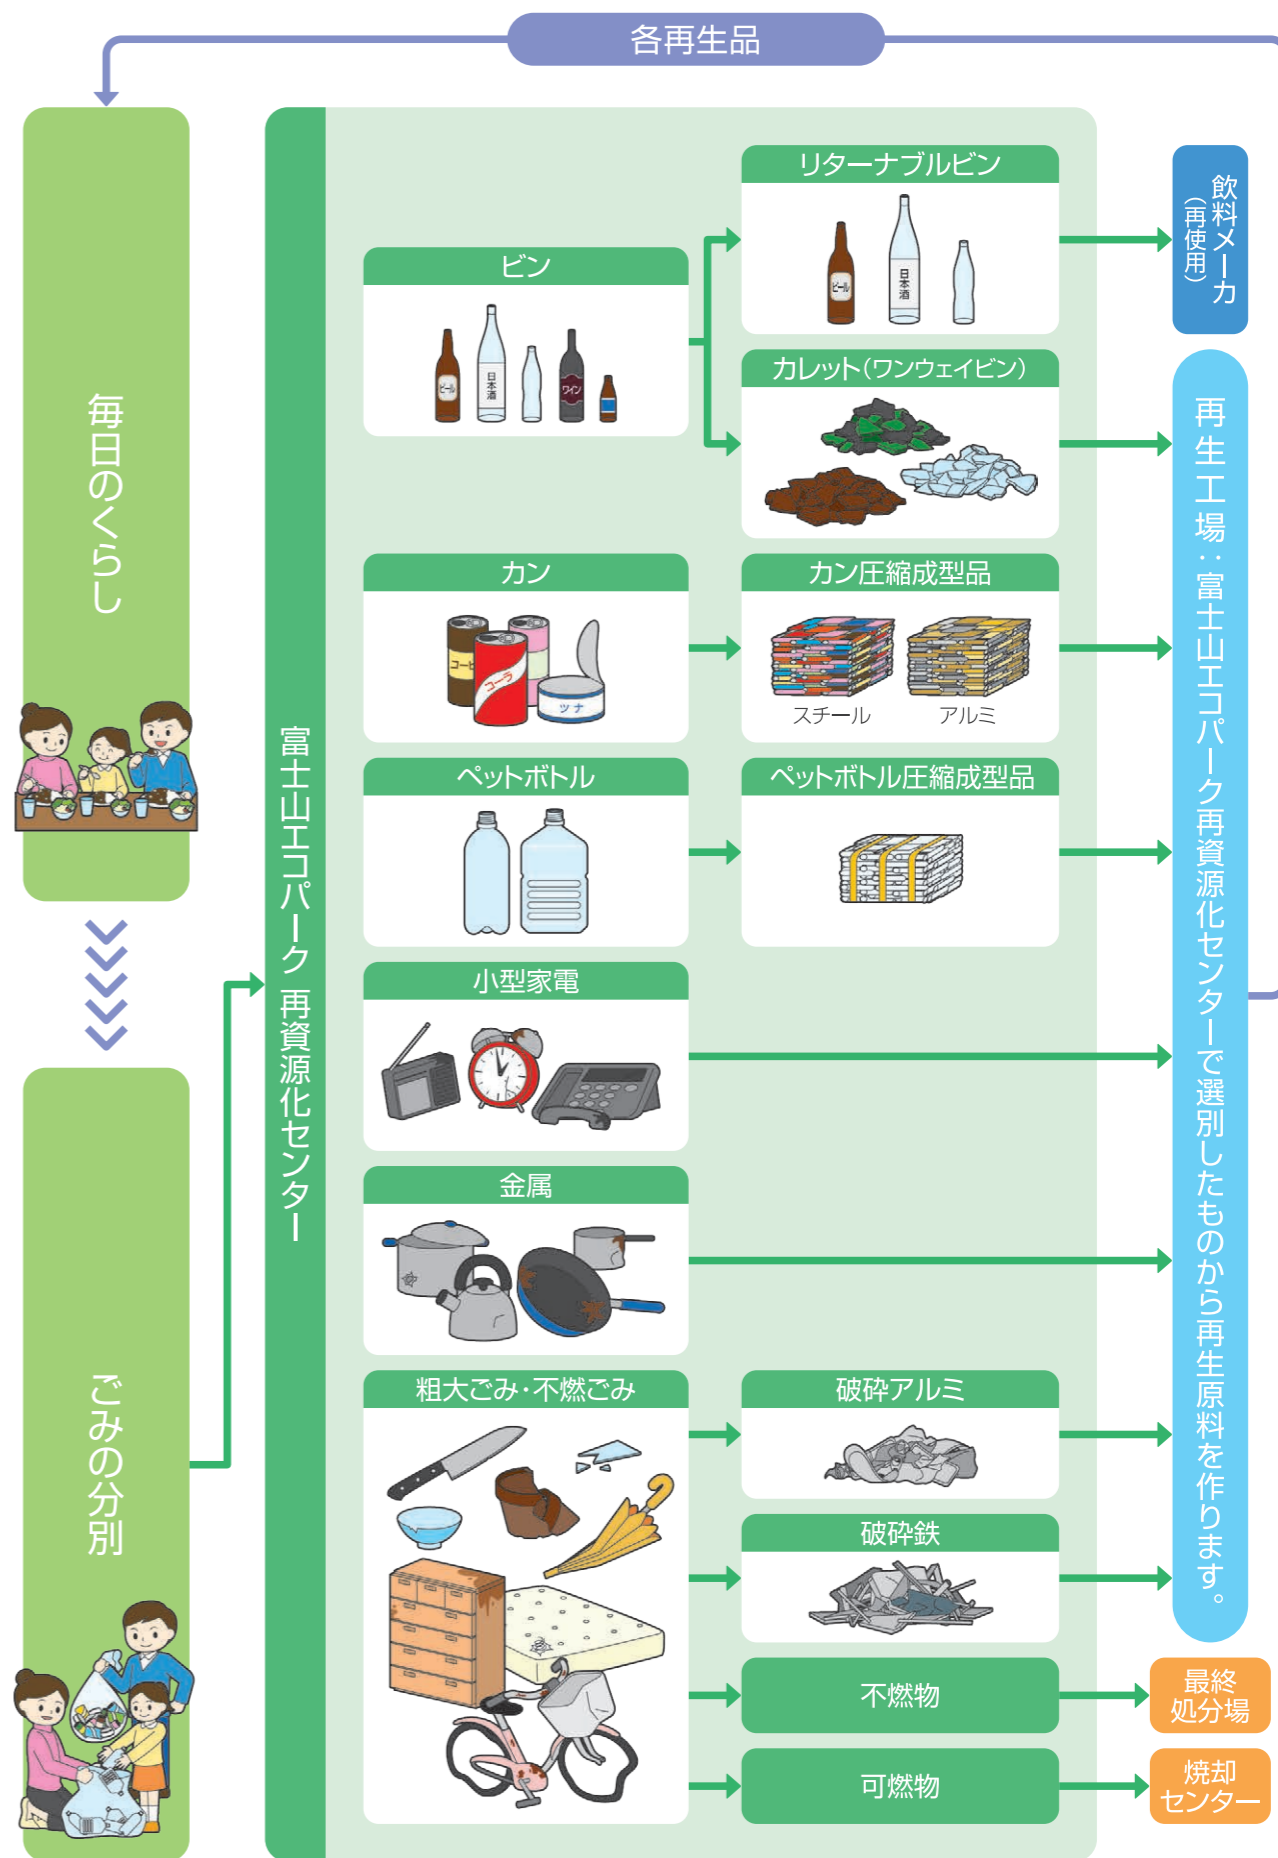 各再生品
毎日のくらし
ごみの分別
富士山エコパーク 再資源化センター
ビン
ビール
日本酒
ワイン
リターナブルビン
ビール
日本酒
飲料メーカ
(再使用)
カレット(ワンウェイビン)
カン
コーヒ
コーラ
ツナ
カン圧縮成型品
スチール
アルミ
ペットボトル
ペットボトル圧縮成型品
小型家電
金属
粗大ごみ・不燃ごみ
破砕アルミ
破砕鉄
不燃物
可燃物
再生工場:富士山エコパーク再資源化センターで選別したものから再生原料を作ります。
最終
処分場
焼却
センター